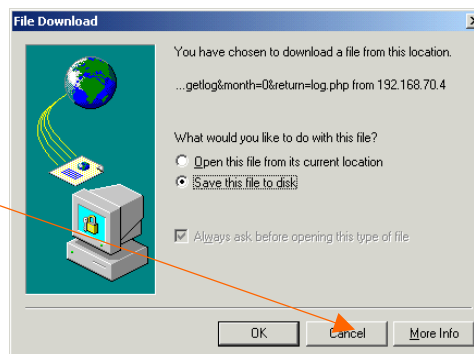 File Download
You have chosen to download a file from this location.
...getlog&month=0&return=log.php from 192.168.70.4
What would you like to do with this file?
Open this file from its current location
Save this file to disk
Always ask before opening this type of file
OK Cancel More Info